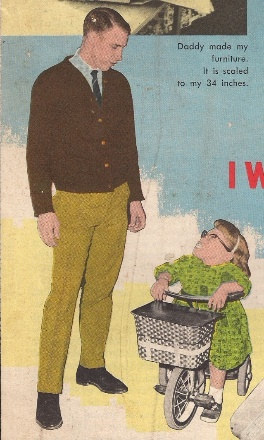 Daddy made my
furniture.
It is scaled
to my 34 inches.
I W